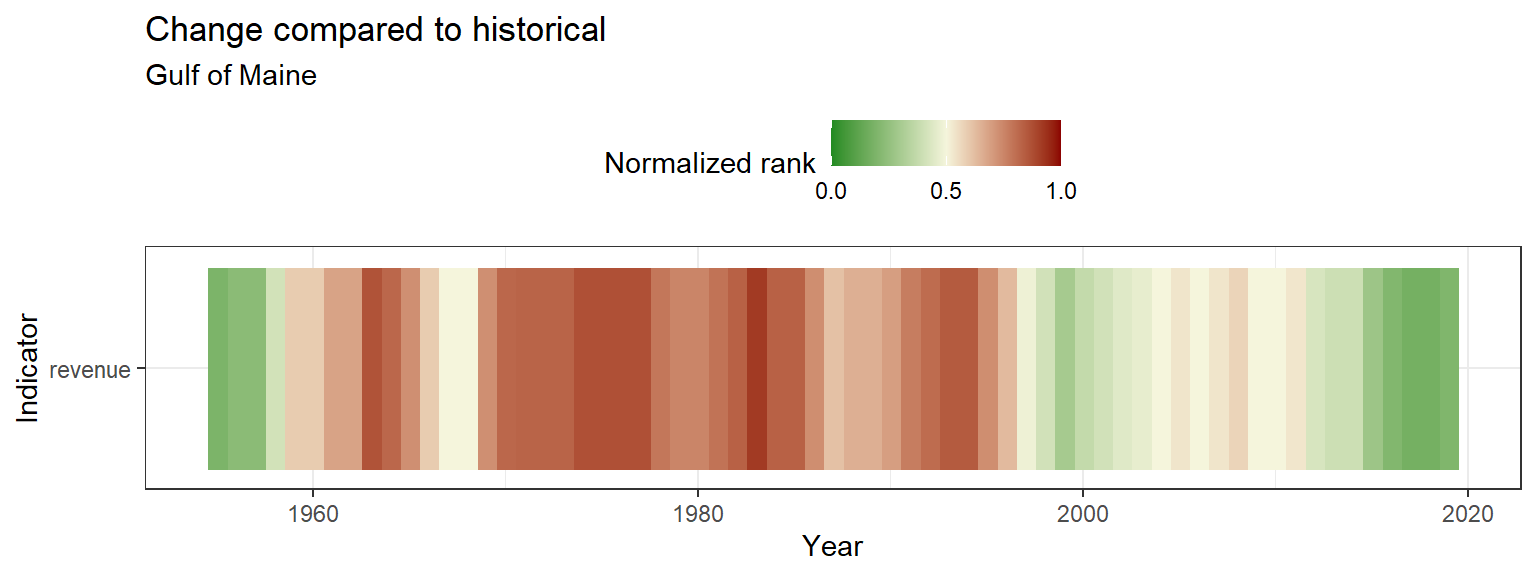 Change compared to historical
Gulf of Maine
Normalized rank
0.0 0.5 1.0
Indicator
revenue
1960 1980 2000 2020
Year